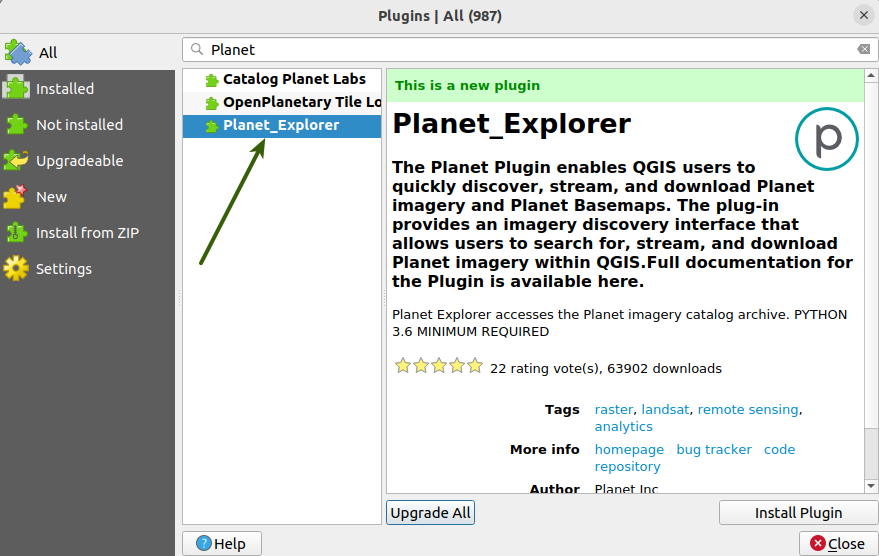 Plugins | All (987)
All
Installed
Not installed
Upgradeable
New
Install from ZIP
Settings
Planet
Catalog Planet Labs
OpenPlanetary Tile Lo
Planet_Explorer
This is a new plugin
Planet_Explorer
p
The Planet Plugin enables QGIS users to
quickly discover, stream, and download Planet
imagery and Planet Basemaps. The plug-in
provides an imagery discovery interface that
allows users to search for, stream, and download
Planet imagery within QGIS.Full documentation for
the Plugin is available here.
Planet Explorer accesses the Planet imagery catalog archive. PYTHON
3.6 MINIMUM REQUIRED
22 rating vote(s), 63902 downloads
Tags raster, landsat, remote sensing,
analytics
More info homepage bug tracker code
repository
Author Planet Inc
Upgrade All
Install Plugin
? Help
Close